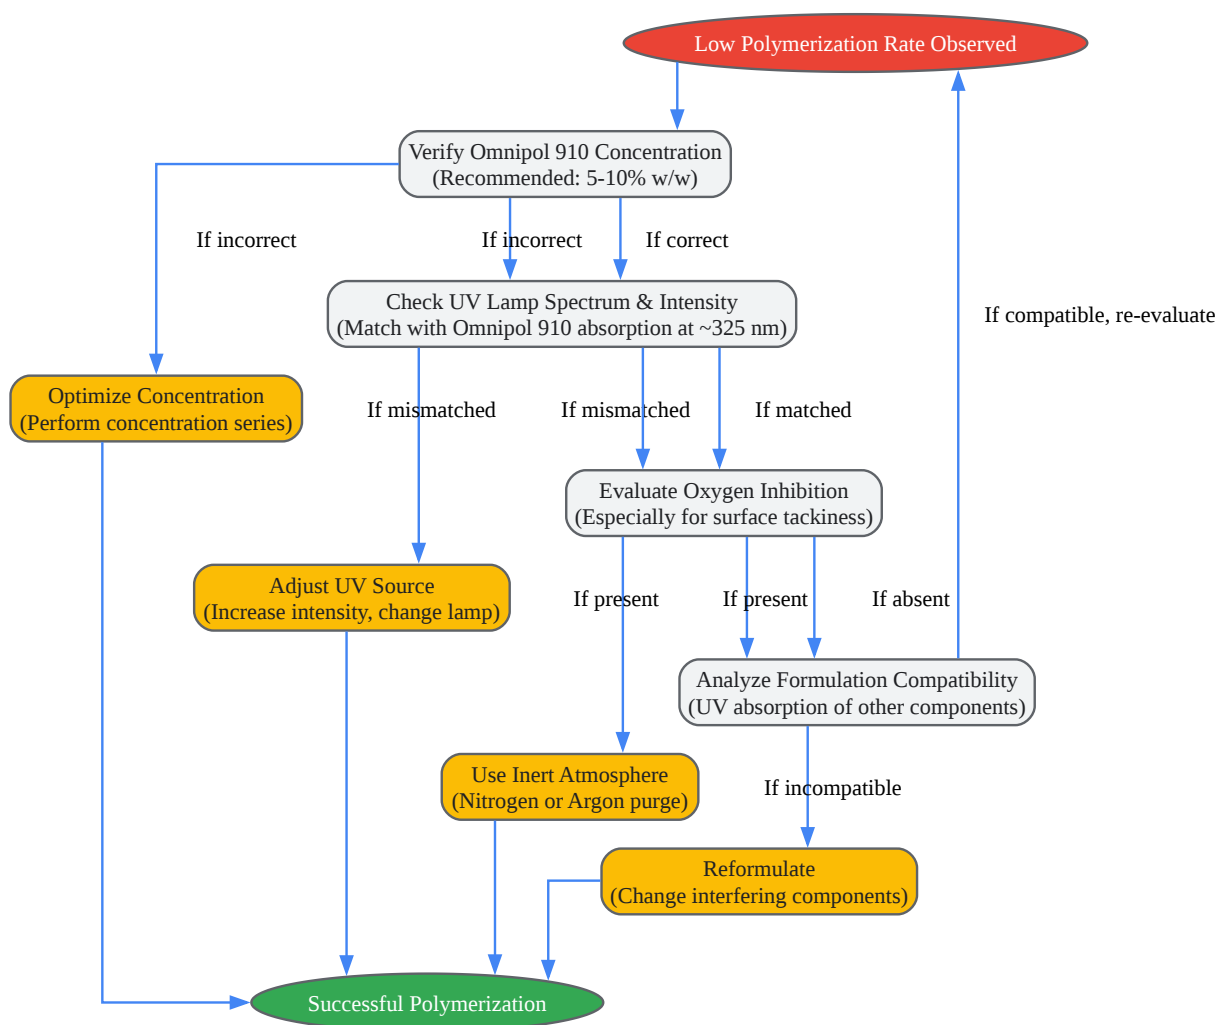 Low Polymerization Rate Observed
Verify Omnipol 910 Concentration
(Recommended: 5-10% w/w)
If incorrect
If incorrect
If correct
Check UV Lamp Spectrum & Intensity
(Match with Omnipol 910 absorption at ~325 nm)
If compatible, re-evaluate
Optimize Concentration
(Perform concentration series)
If mismatched
If mismatched
If matched
Evaluate Oxygen Inhibition
(Especially for surface tackiness)
Adjust UV Source
(Increase intensity, change lamp)
If present
If present
If absent
Analyze Formulation Compatibility
(UV absorption of other components)
Use Inert Atmosphere
(Nitrogen or Argon purge)
If incompatible
Reformulate
(Change interfering components)
Successful Polymerization